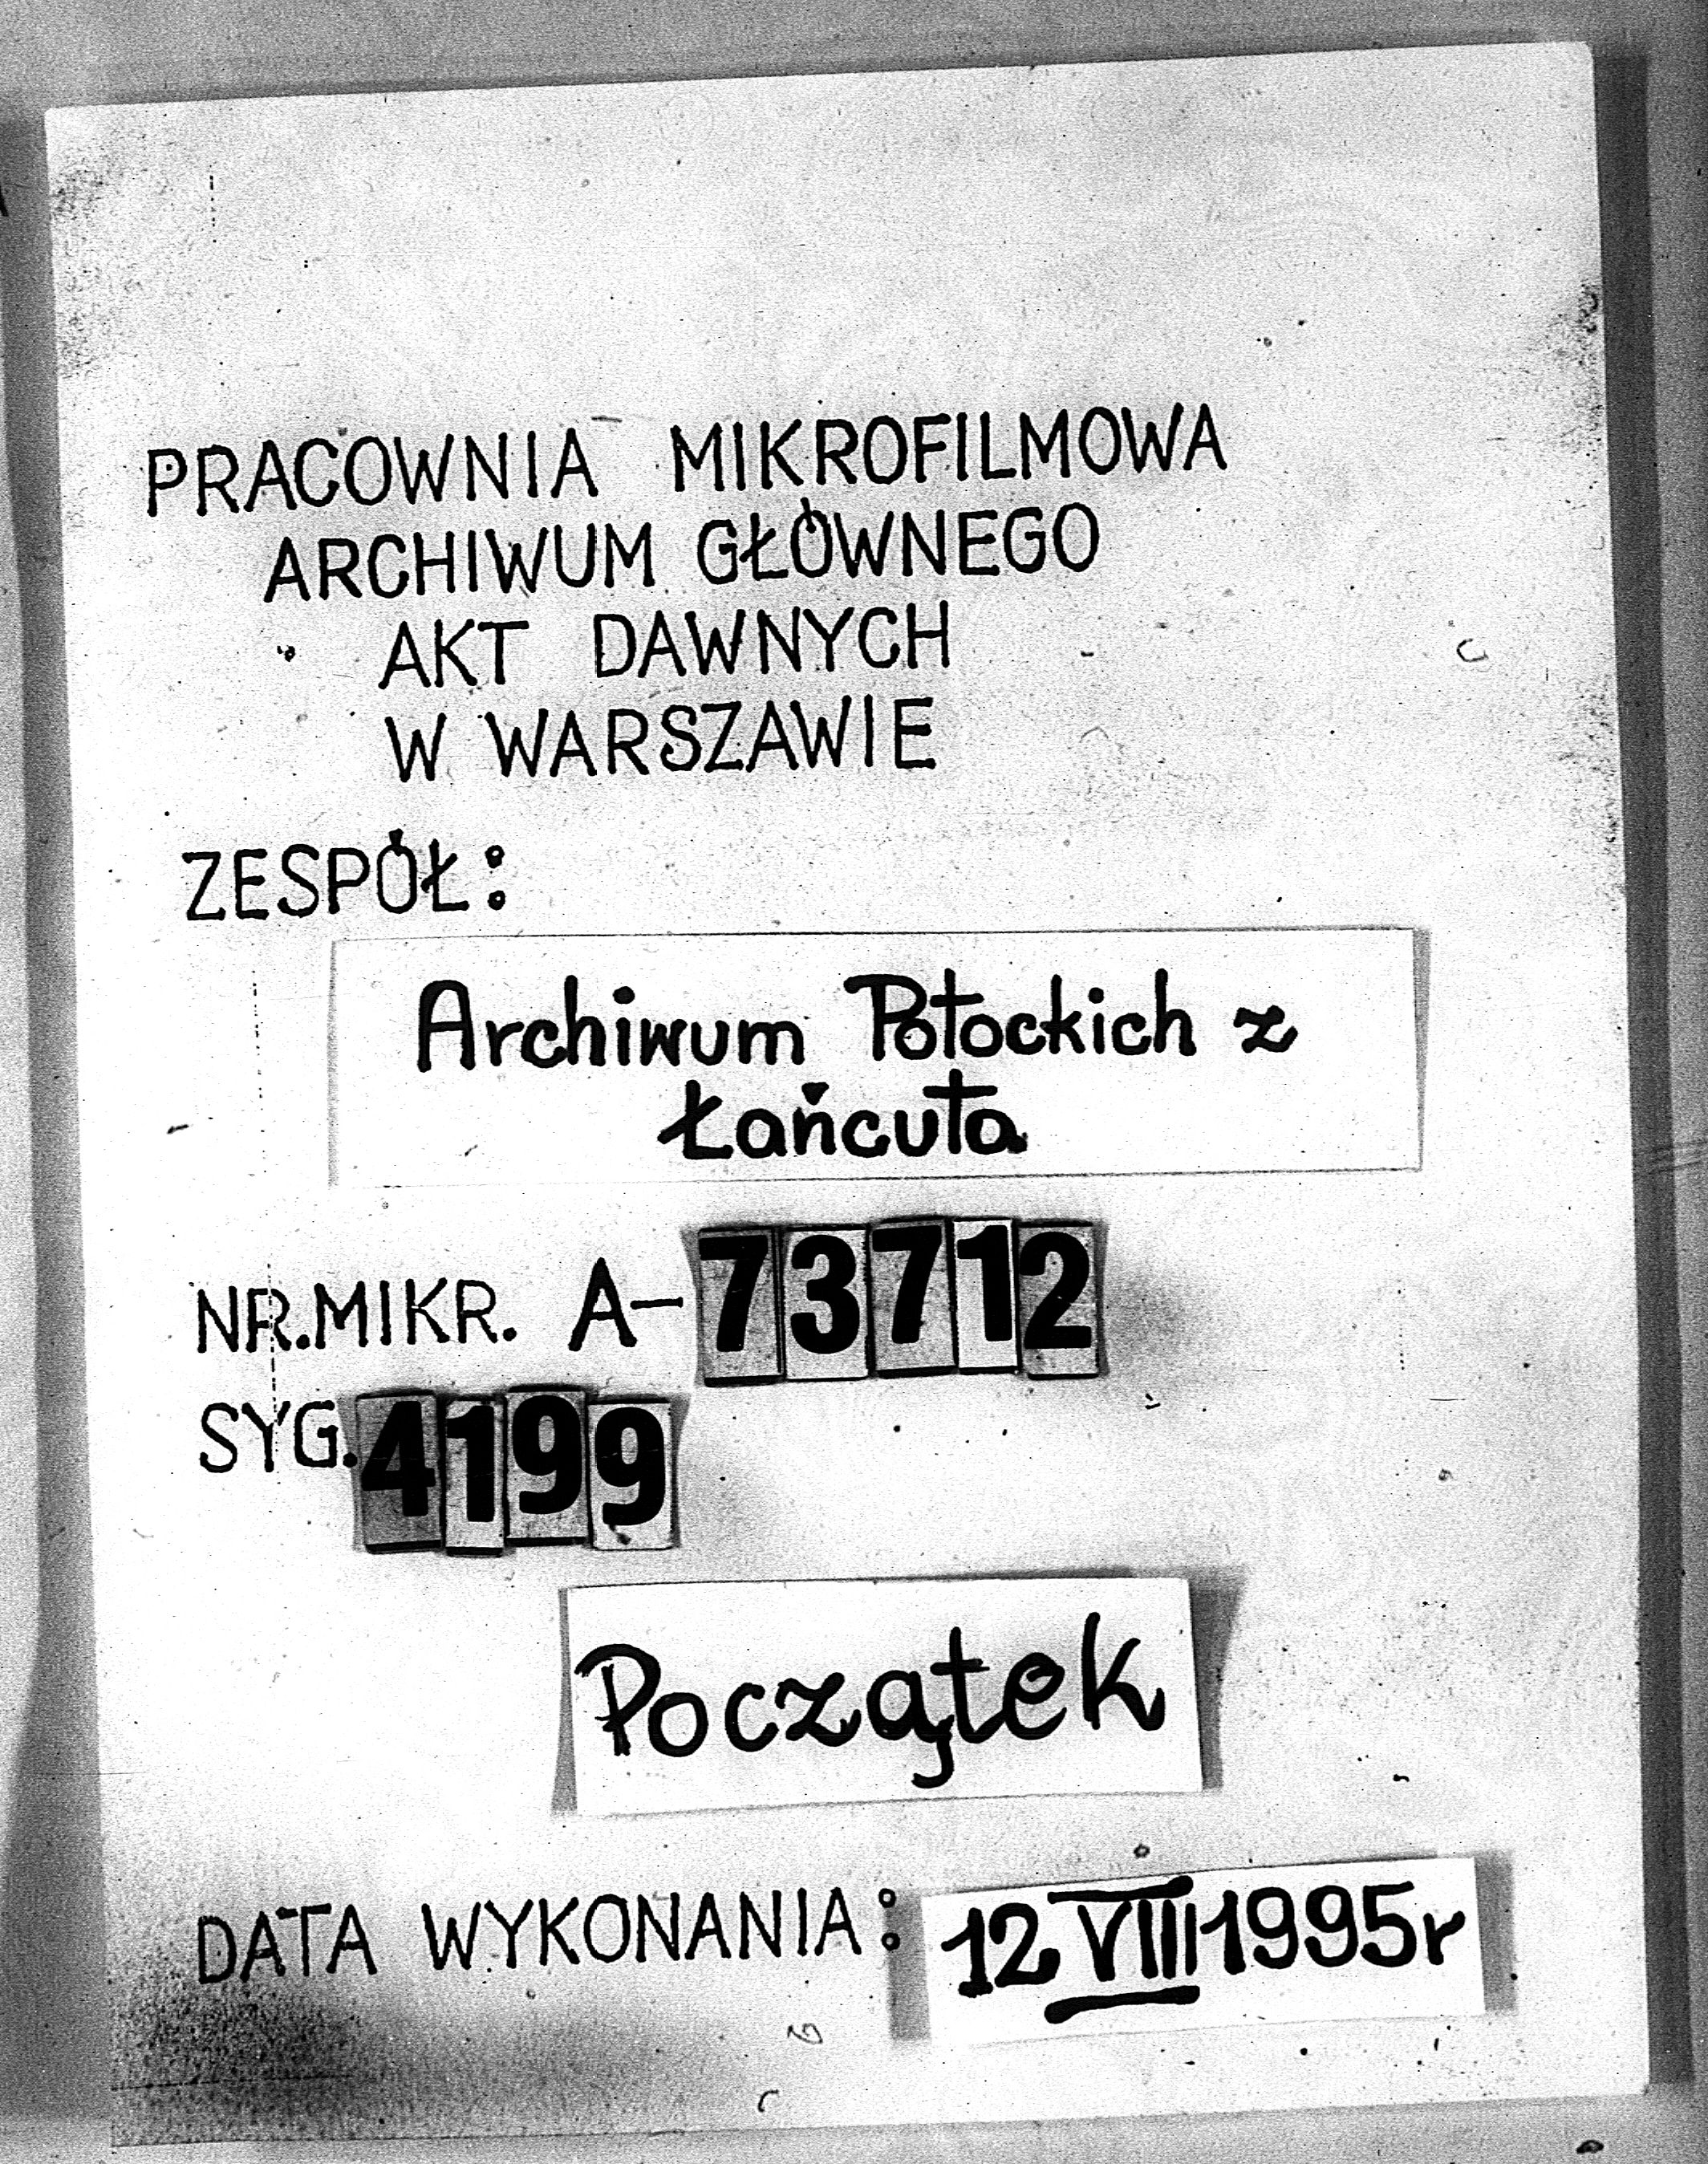 PRACOWNIA MIKROFILMOWA
ARCHIWUM GŁÓWNEGO
AKT DAWNYCH
W WARSZAWIE
ZESPÓŁ:
Archiwum Potockich z
Łańcuta
NR.MIKR. A-73712
SYG.4199
Początek
DATA WYKONANIA: 12 VIII 1995r